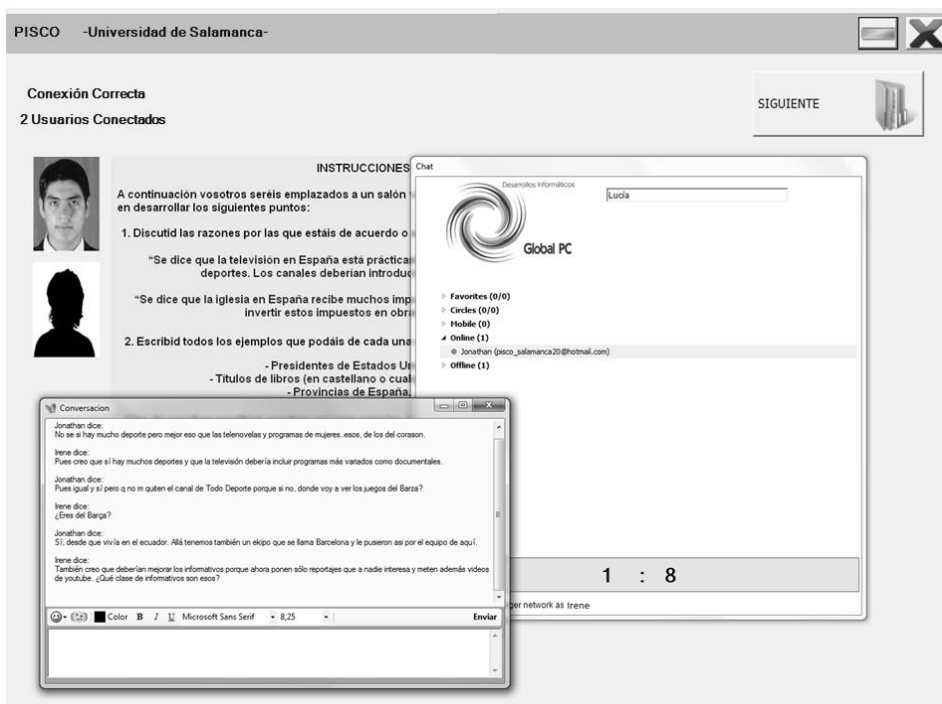 PISCO -Universidad de Salamanca-
Conexión Correcta
2 Usuarios Conectados
SIGUIENTE
INSTRUCCIONES
A continuación vosotros seréis emplazados a un salón
en desarrollar los siguientes puntos:
1. Discutid las razones por las que estáis de acuerdo o
“Se dice que la televisión en España está
deportes. Los canales deberían
“Se dice que la iglesia en España recibe muchos
invertir estos impuestos en
2. Escribid todos los ejemplos que podáis de cada una
- Presidentes de Estados
- Títulos de libros (en castellano o
- Provincias de España,
Chat
Desarrollos Informáticos
Global PC
Lucía
Favorites (0/0)
Circles (0/0)
Mobile (0)
Online (1)
Jonathan (pisco_salamanca20@hotmail.com)
Offline (1)
1 : 8
network as Irene
Conversacion
Jonathan dice:
No se si hay mucho deporte pero mejor eso que las telenovelas y programas de mujeres..esos, de los del corason.
Irene dice:
Pues creo que sí hay muchos deportes y que la televisión debería incluir programas más variados como documentales.
Jonathan dice:
Pues igual y sí pero q no m quiten el canal de Todo Deporte porque si no, donde voy a ver los juegos del Barza?
Irene dice:
¿Eres del Barça?
Jonathan dice:
Sí, desde que vivía en el ecuador. Allá tenemos también un ekipo que se llama Barcelona y le pusieron asi por el equipo de aquí.
Irene dice:
También creo que deberían mejorar los informativos porque ahora ponen sólo reportajes que a nadie interesa y meten además videos
de youtube. ¿Qué clase de informativos son esos?
Color B I U Microsoft Sans Serif 8,25 Enviar